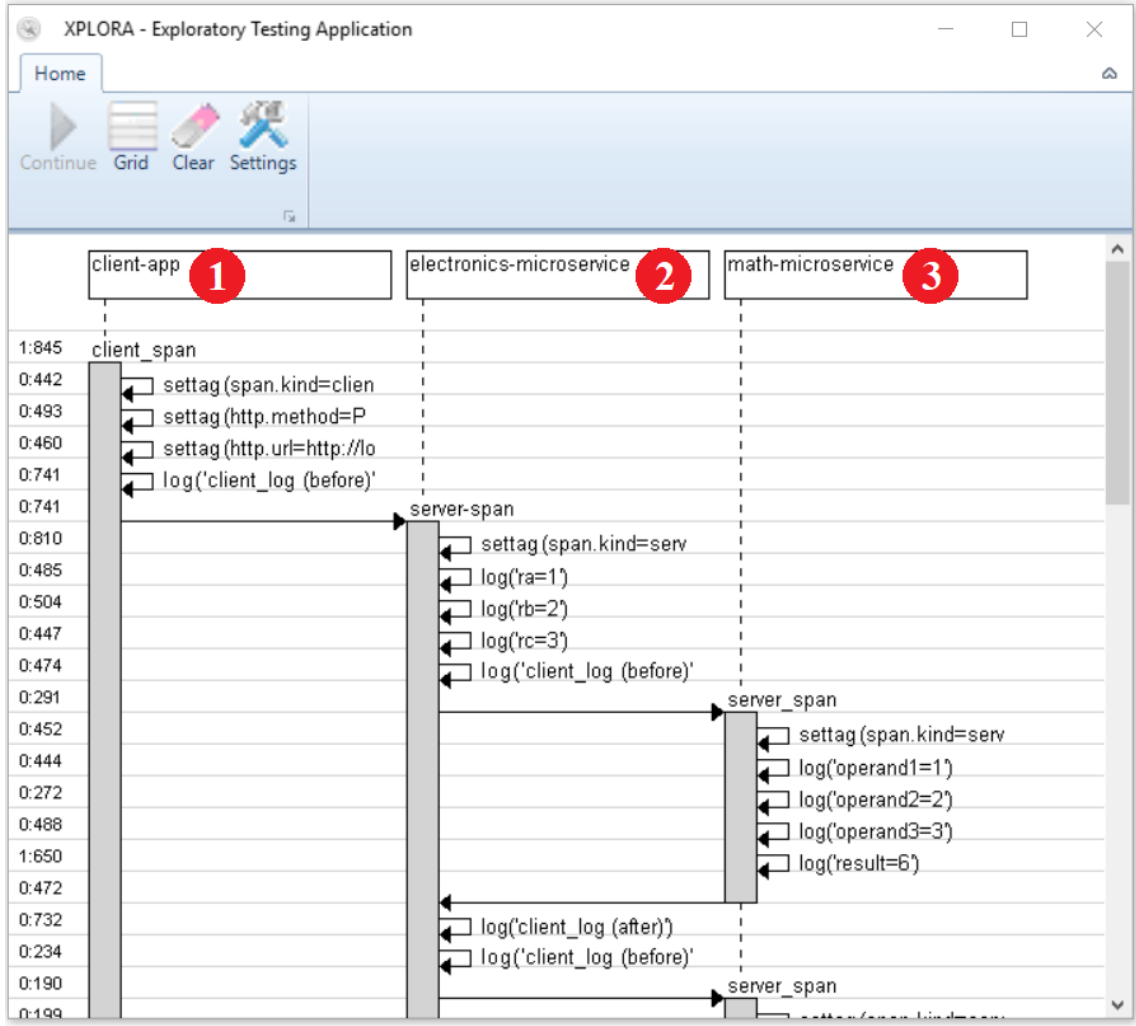 XPLORA - Exploratory Testing Application
Home
Continue Grid Clear Settings
client-app 1 electronics-microservice 2 math-microservice 3
1:845 client_span
0:442 settag(span.kind=clien
0:493 settag(http.method=P
0:460 settag(http.url=http://lo
0:741 log('client_log (before)'
0:741 server-span
0:810 settag(span.kind=serv
0:485 log('ra=1')
0:504 log('rb=2')
0:447 log('rc=3')
0:474 log('client_log (before)'
0:291 server_span
0:452 settag(span.kind=serv
0:444 log('operand1=1')
0:272 log('operand2=2')
0:488 log('operand3=3')
1:650 log('result=6')
0:472
0:732 log('client_log (after)')
0:234 log('client_log (before)'
0:190 server_span
0:199